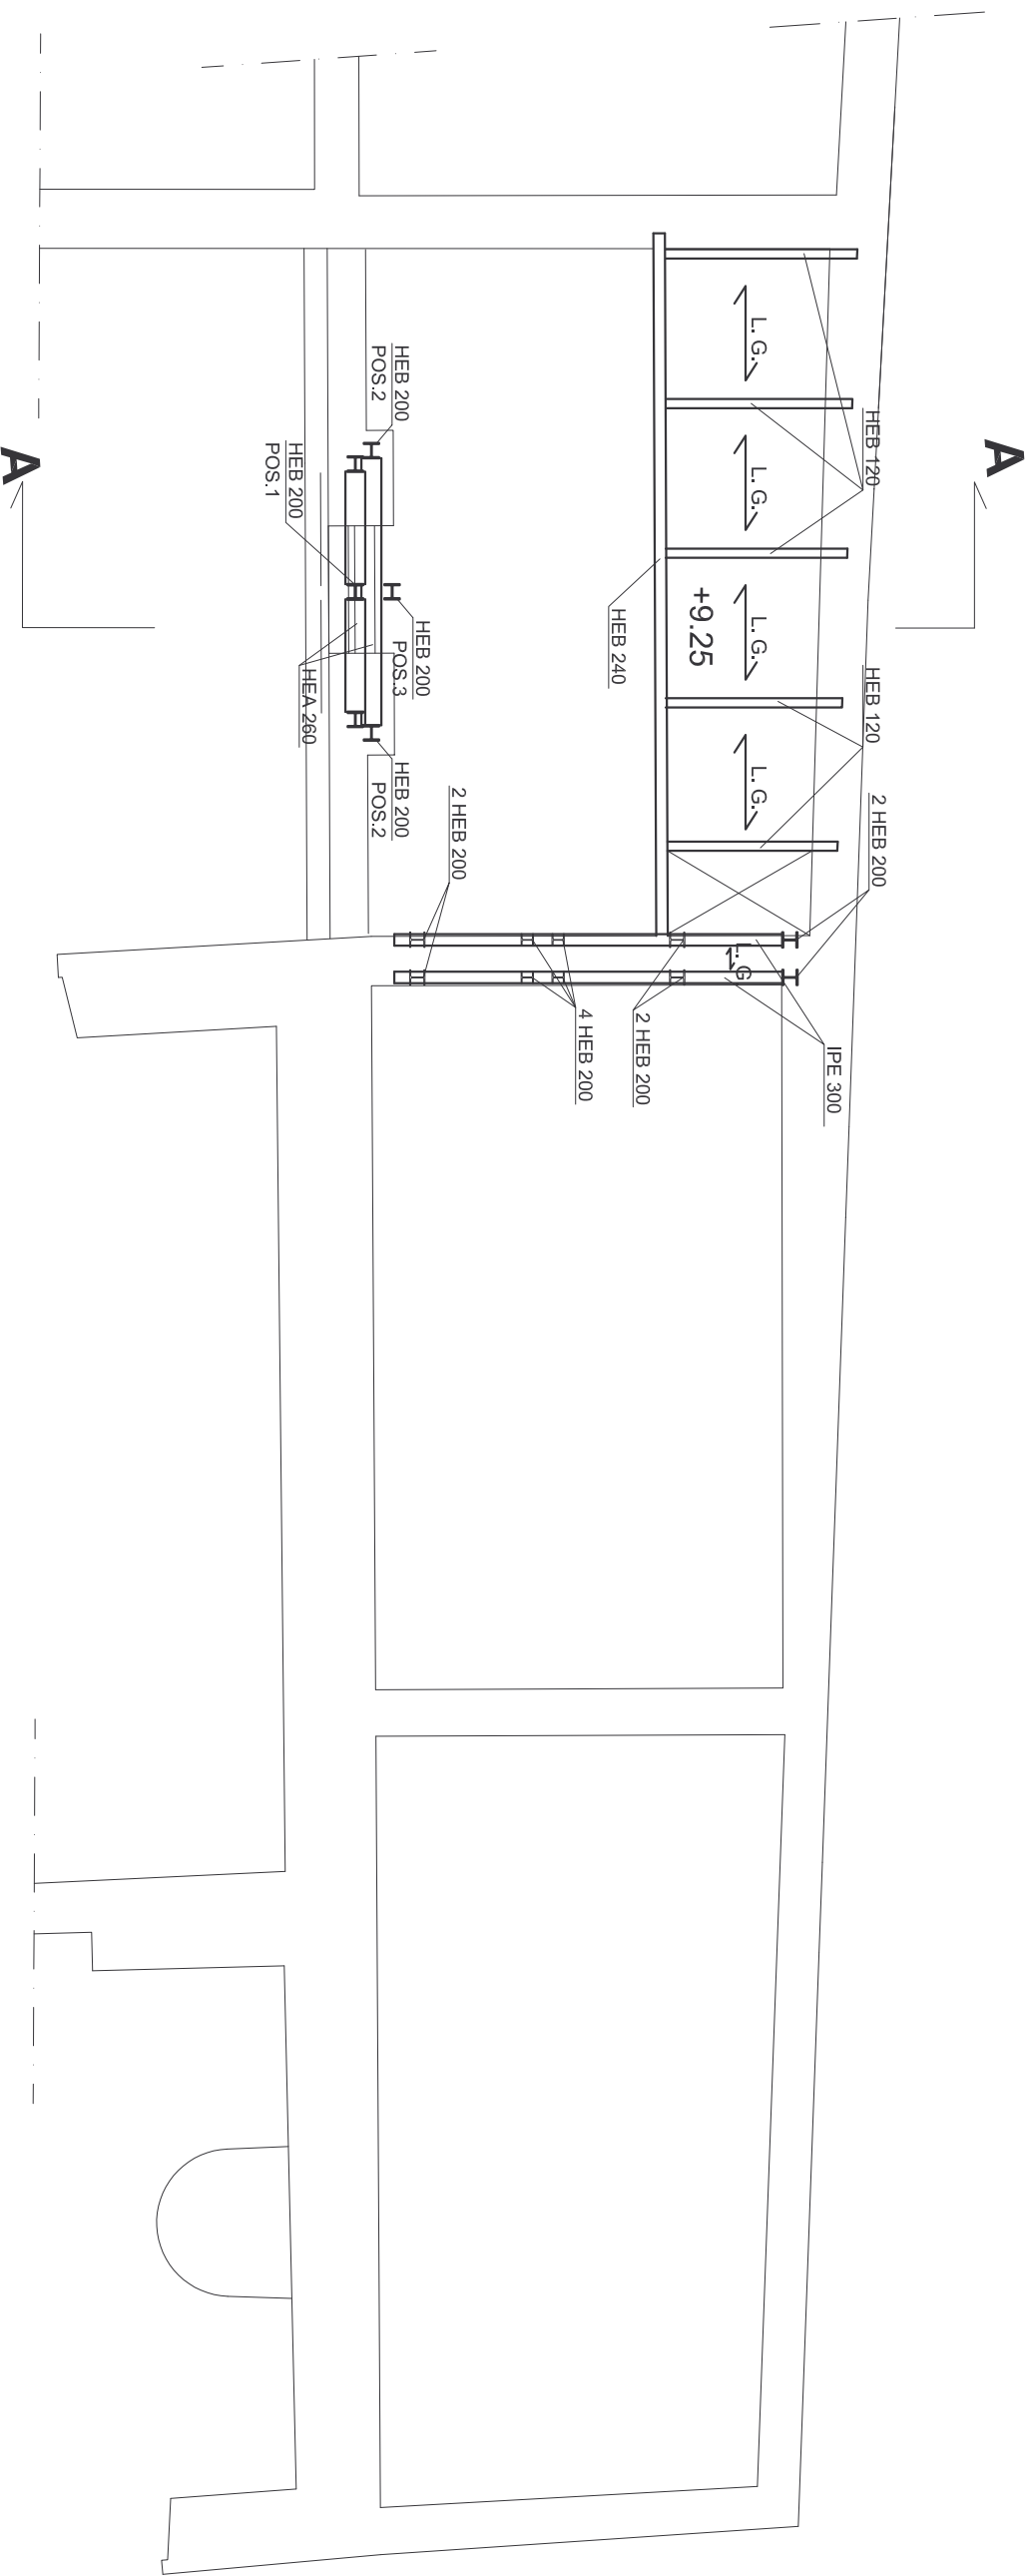 A
A
HEB 120
HEB 120
2 HEB 200
L. G.
L. G.
L. G.
L. G.
+9.25
HEB 240
HEB 200
POS.2
HEB 200
POS.1
HEB 200
POS.3
HEA 260
HEB 200
POS.2
2 HEB 200
L. G.
4 HEB 200
2 HEB 200
IPE 300